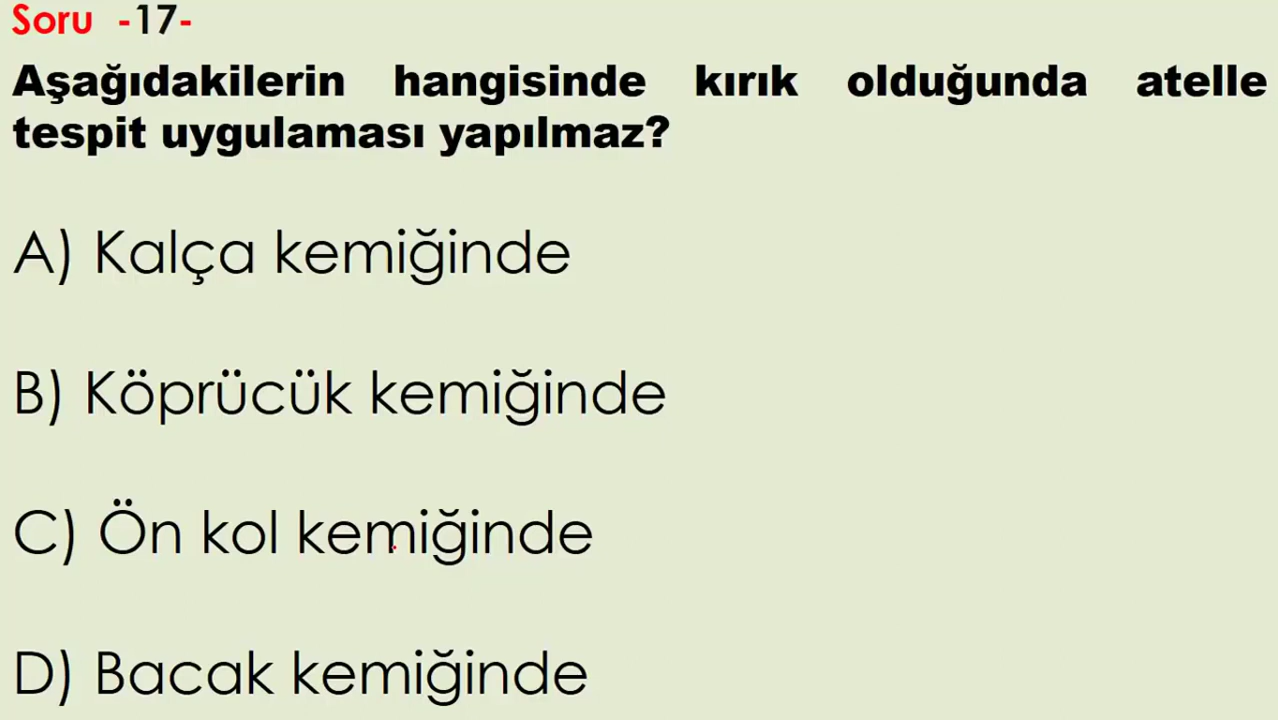 Soru -17-
Aşağıdakilerin hangisinde kırık olduğunda atelle
tespit uygulaması yapılmaz?
A) Kalça kemiğinde
B) Köprücük kemiğinde
C) Ön kol kemiğinde
D) Bacak kemiğinde